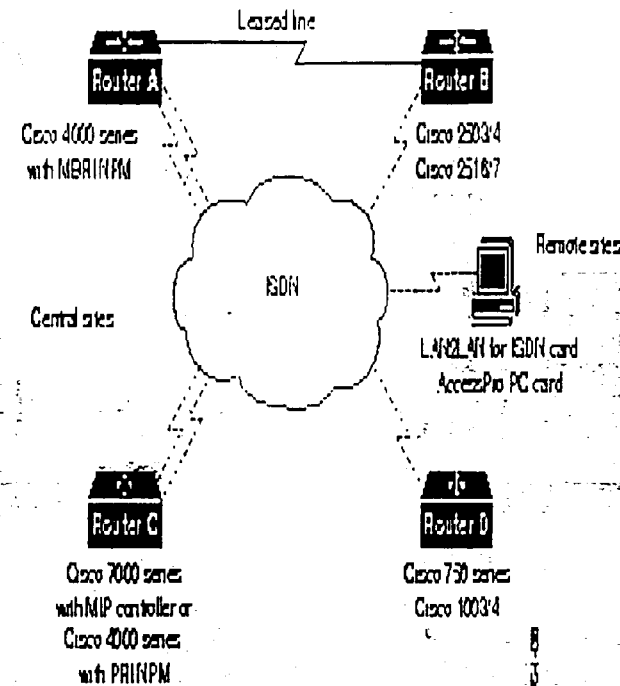 Leased line
Router A
Router B
Cisco 4000 series
with MBRI NPM
Cisco 2503/4
Cisco 2516/7
ISDN
Remote sites
Central sites
LAN2LAN for ISDN card
AccessPro PC card
Router C
Router D
Cisco 7000 series
with MIP controller or
Cisco 4000 series
with PRI NPM
Cisco 750 series
Cisco 1003/4